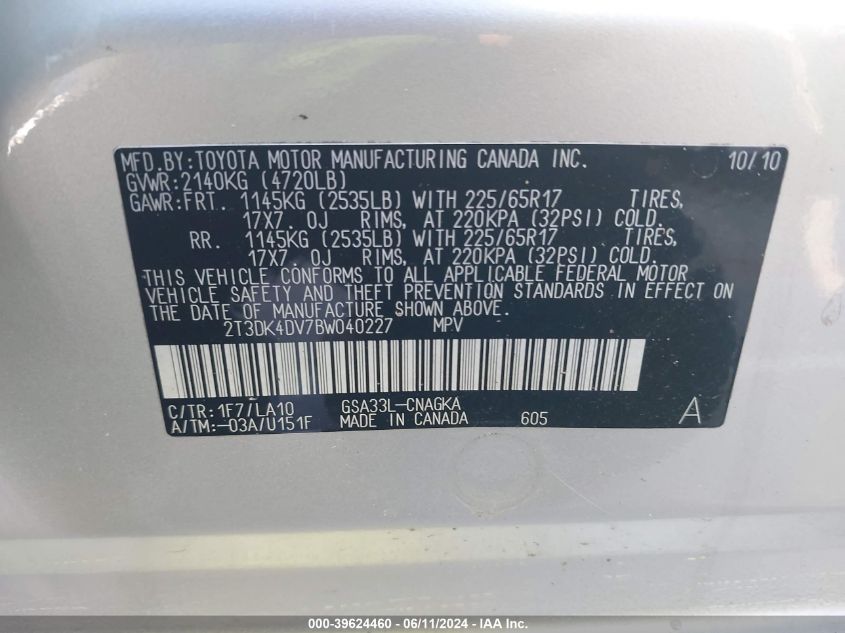 MFD.BY:TOYOTA MOTOR MANUFACTURING CANADA INC. 10/10
GVWR:2140KG (4720LB)
GAWR:FRT. 1145KG (2535LB) WITH 225/65R17 TIRES,
17X7. 0J RIMS, AT 220KPA (32PSI) COLD.
RR. 1145KG (2535LB) WITH 225/65R17 TIRES,
17X7. 0J RIMS, AT 220KPA (32PSI) COLD.
THIS VEHICLE CONFORMS TO ALL APPLICABLE FEDERAL MOTOR
VEHICLE SAFETY AND THEFT PREVENTION STANDARDS IN EFFECT ON
THE DATE OF MANUFACTURE SHOWN ABOVE.
2T3DK4DV7BW040227 MPV
C/TR:1F7/LA10 GSA33L-CNAGKA
A/TM:-03A/U151F MADE IN CANADA 605 A
000-39624460 - 06/11/2024 - IAAI.com